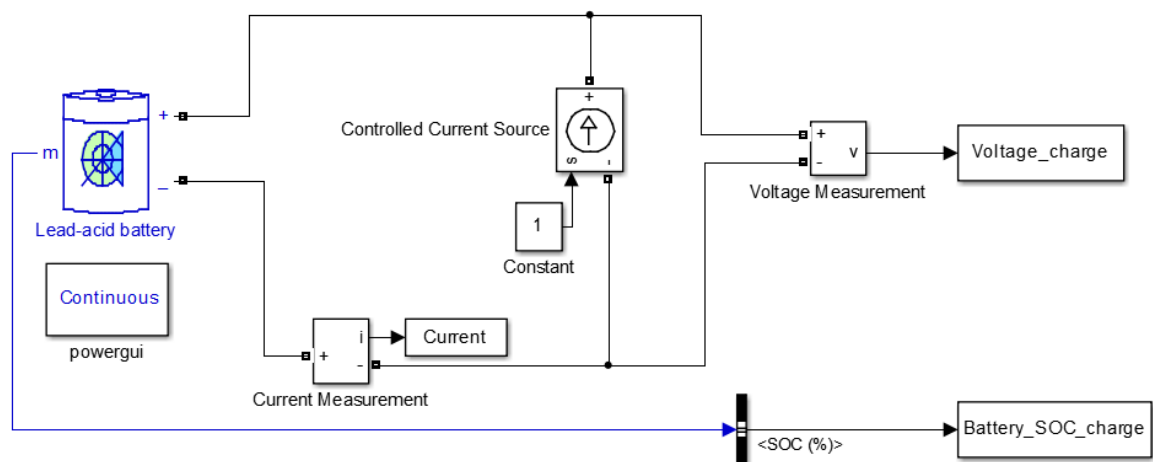 +
m
_
Lead-acid battery
Continuous
powergui
Controlled Current Source
+
s
-
1
Constant
+
-
v
Voltage Measurement
Voltage_charge
+
i
-
Current Measurement
Current
<SOC (%)>
Battery_SOC_charge